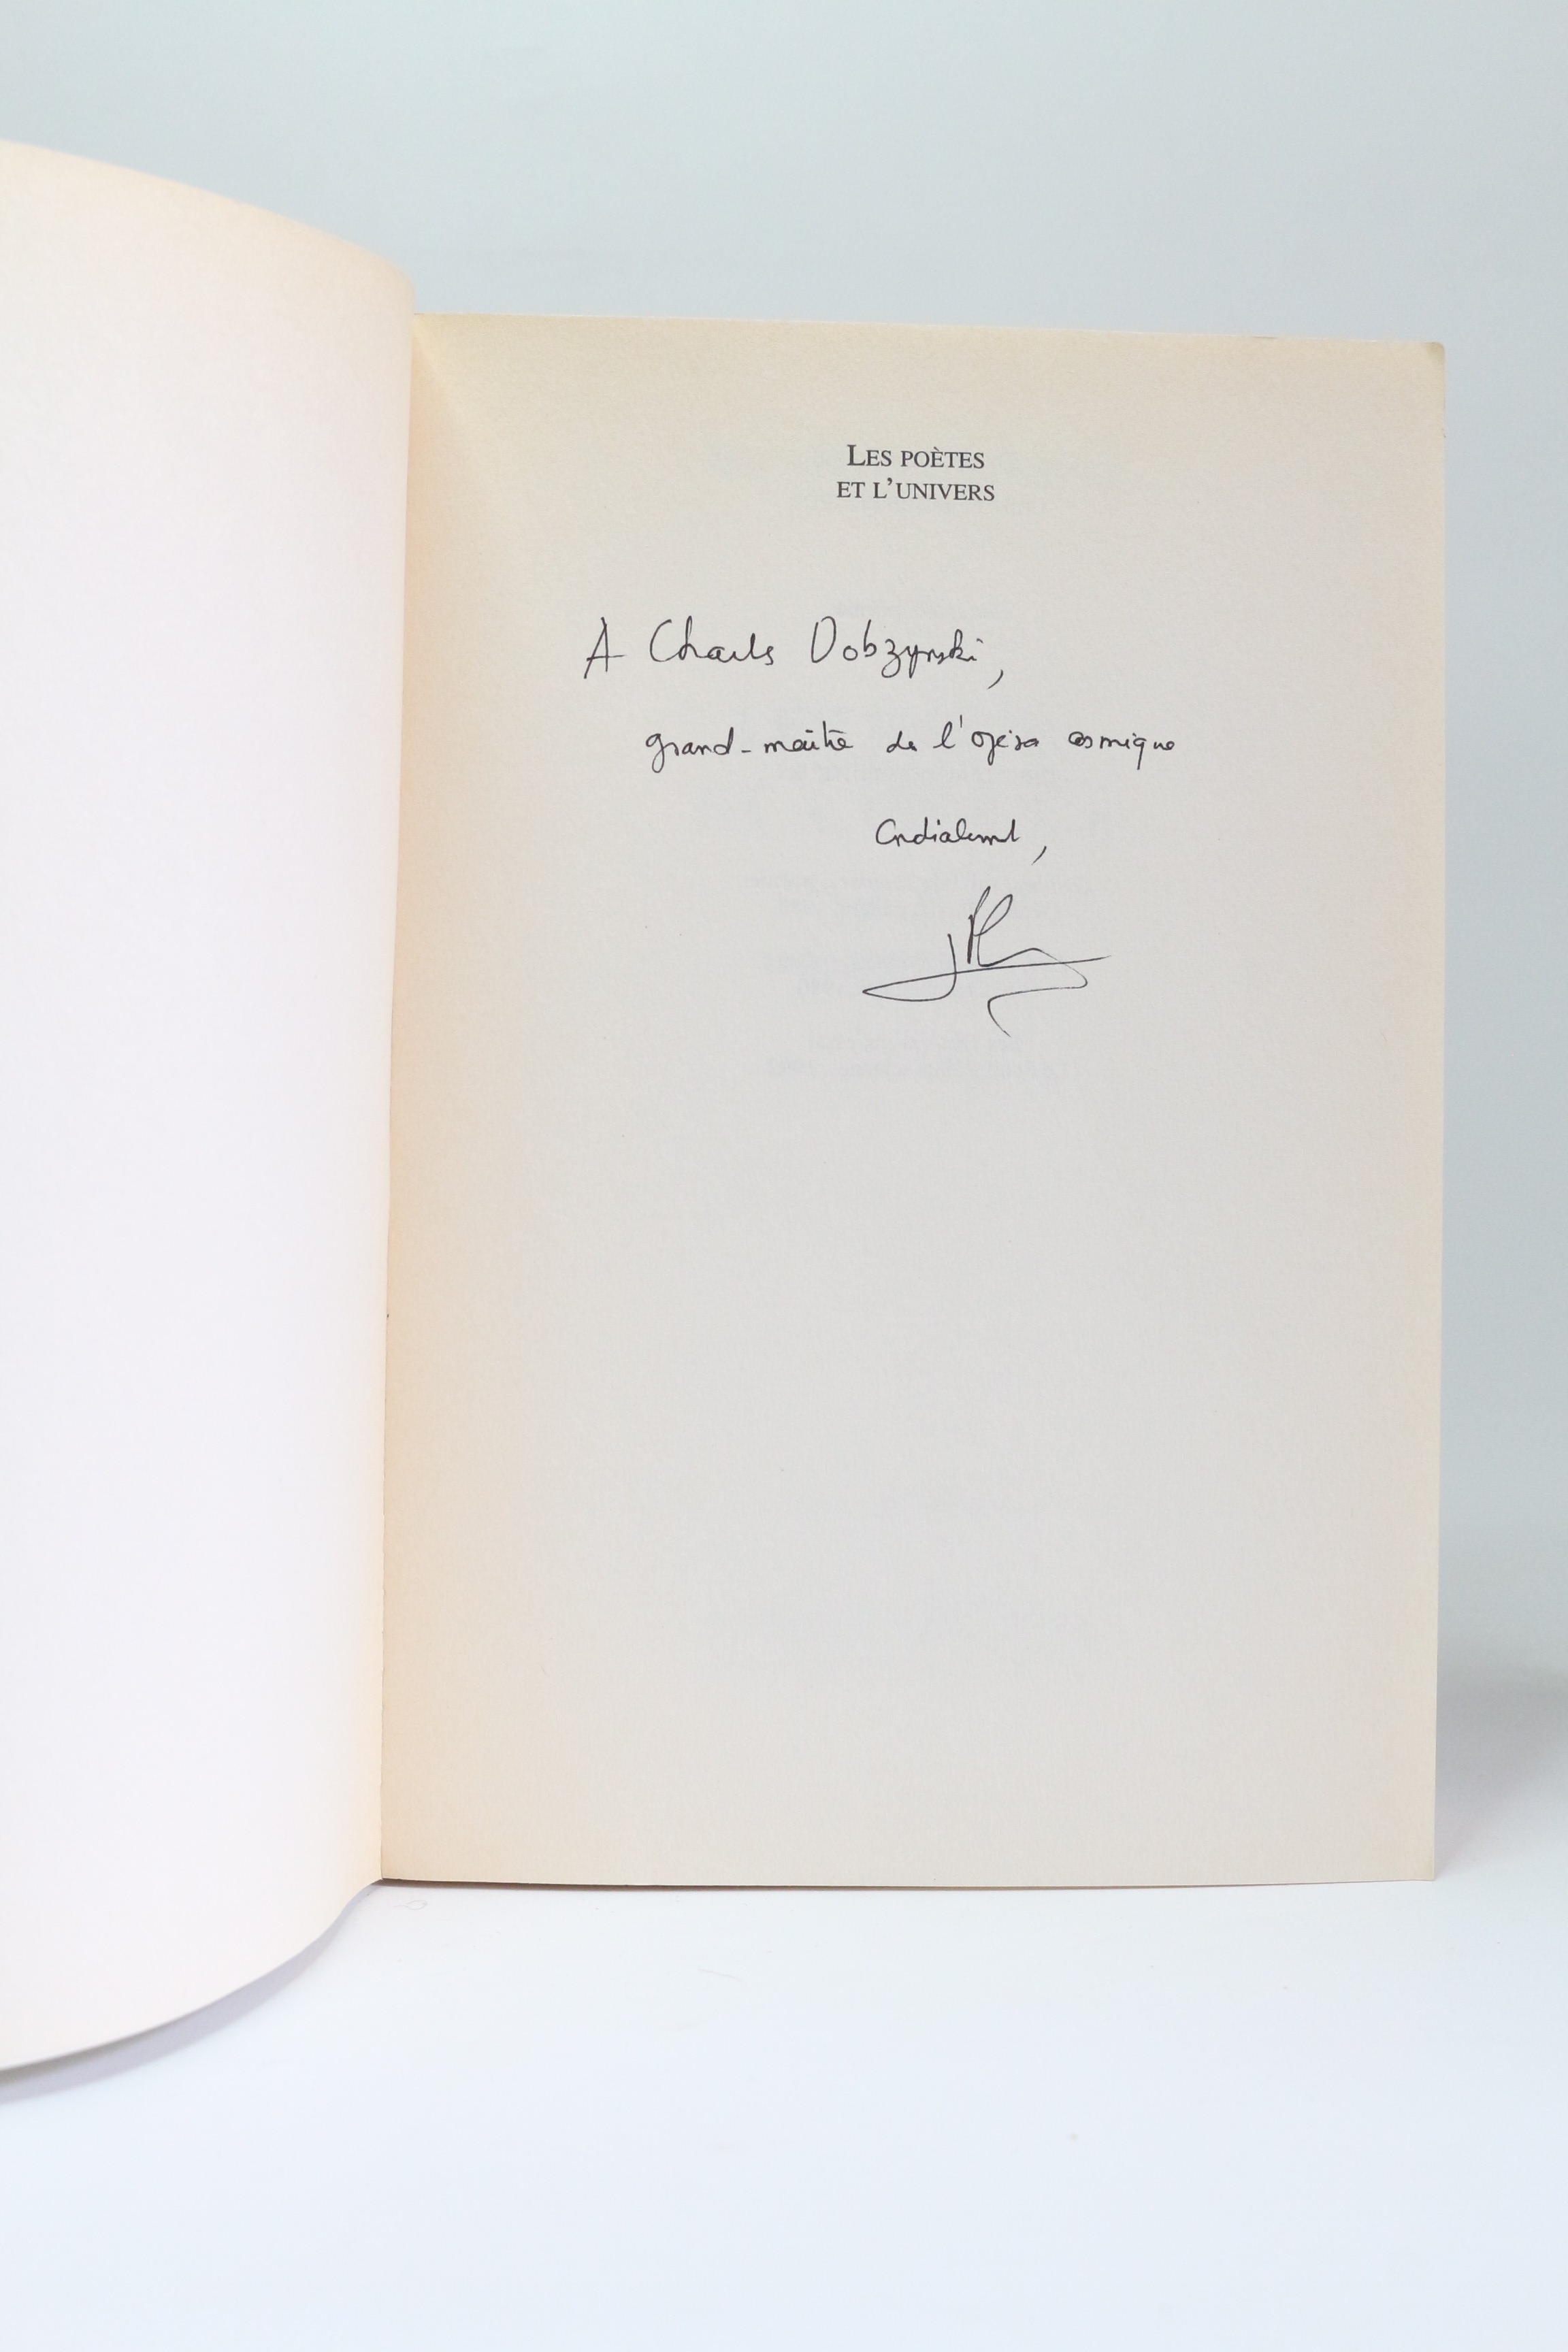 LES POÈTES
ET L'UNIVERS
A Charles Dobzynski,
grand-maître de l'opéra cosmique
Cordialement,